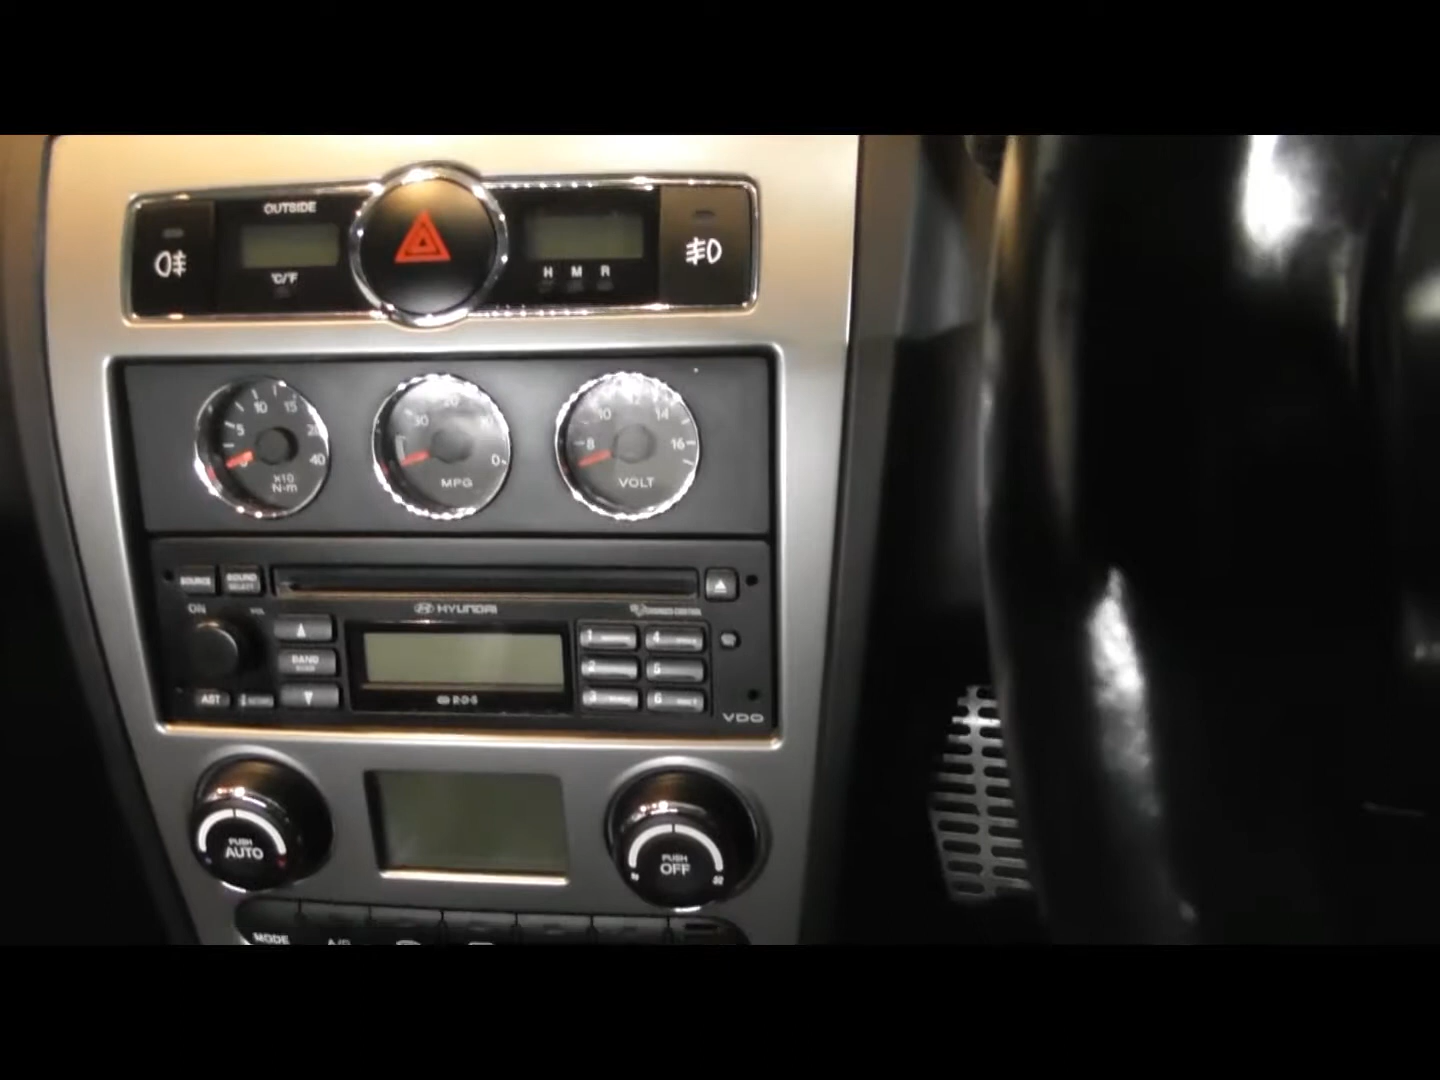 OUTSIDE
°C/F
H M R
5 10 15 20 40
x10
N-m
30 20 0
MPG
8 10 12 14 16
VOLT
SOURCE SOUND
SELECT
ON VOL
HYUNDAI
BAND
1 4
2 5
3 6
AST
R·D·S
VDO
PUSH
AUTO
PUSH
OFF
MODE